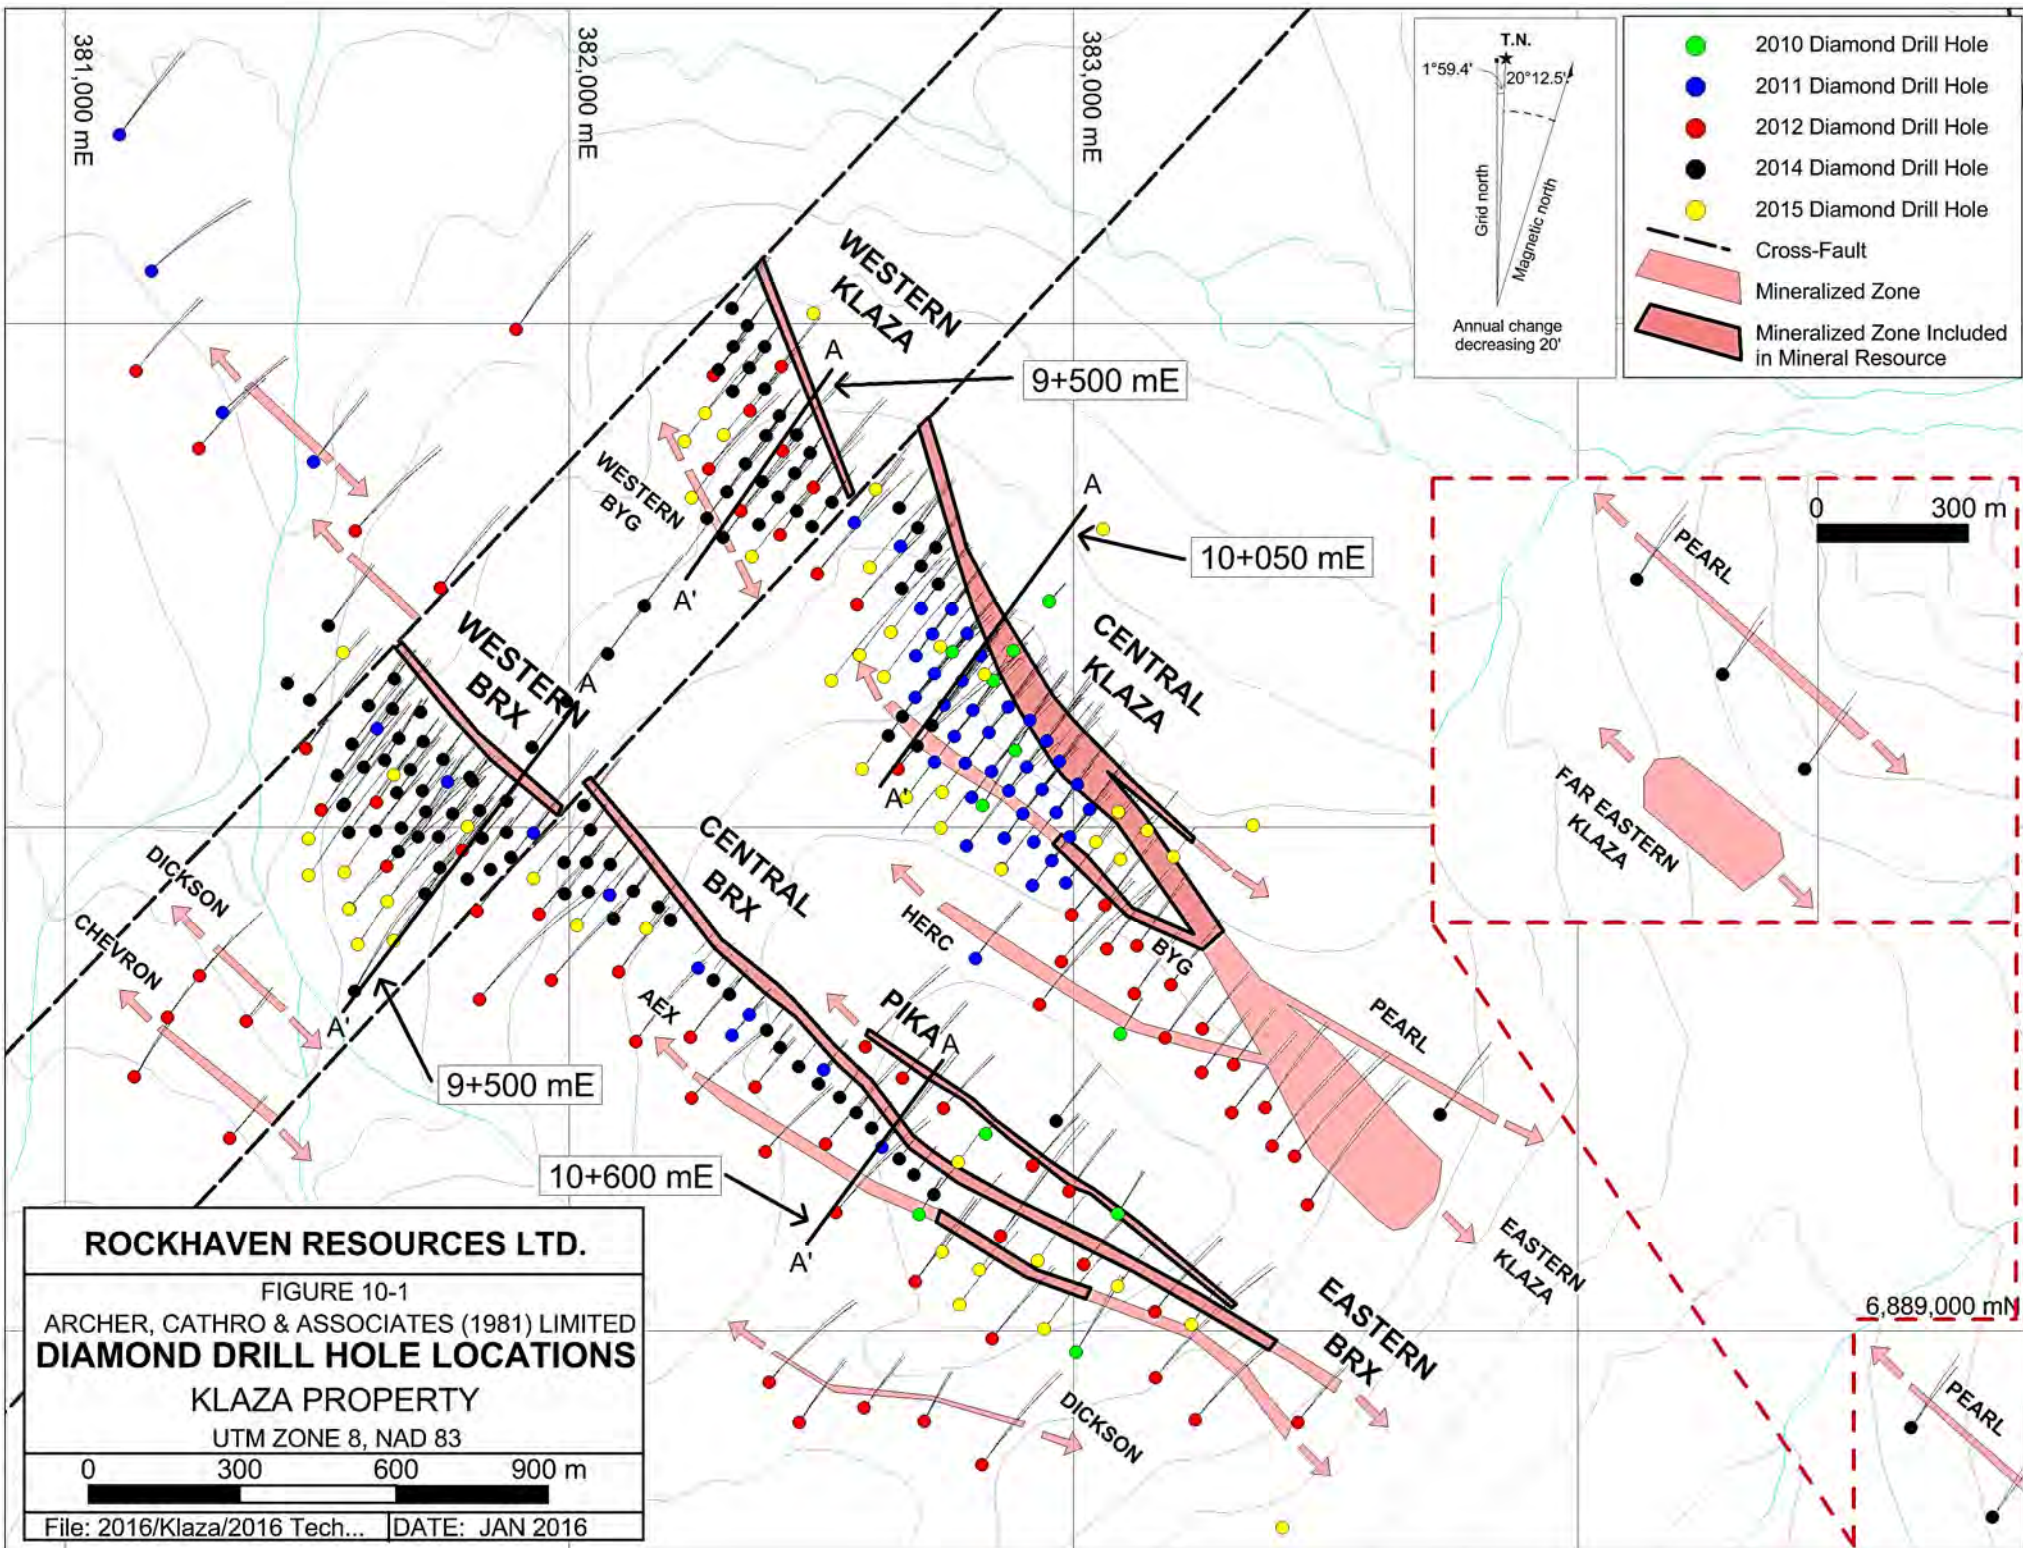 381,000 mE
382,000 mE
383,000 mE
T.N.
1°59.4'
20°12.5'
Grid north
Magnetic north
Annual change
decreasing 20'
2010 Diamond Drill Hole
2011 Diamond Drill Hole
2012 Diamond Drill Hole
2014 Diamond Drill Hole
2015 Diamond Drill Hole
Cross-Fault
Mineralized Zone
Mineralized Zone Included
in Mineral Resource
WESTERN
KLAZA
A
9+500 mE
WESTERN
BYG
A'
A
10+050 mE
CENTRAL
KLAZA
A'
WESTERN
BRX
A
DICKSON
CHEVRON
A'
9+500 mE
CENTRAL
BRX
HERC
BYG
AEX
PIKA
A
10+600 mE
A'
PEARL
EASTERN
KLAZA
EASTERN
BRX
DICKSON
0 300 m
PEARL
FAR EASTERN
KLAZA
6,889,000 mN
PEARL
ROCKHAVEN RESOURCES LTD.
FIGURE 10-1
ARCHER, CATHRO & ASSOCIATES (1981) LIMITED
DIAMOND DRILL HOLE LOCATIONS
KLAZA PROPERTY
UTM ZONE 8, NAD 83
0 300 600 900 m
File: 2016/Klaza/2016 Tech... DATE: JAN 2016